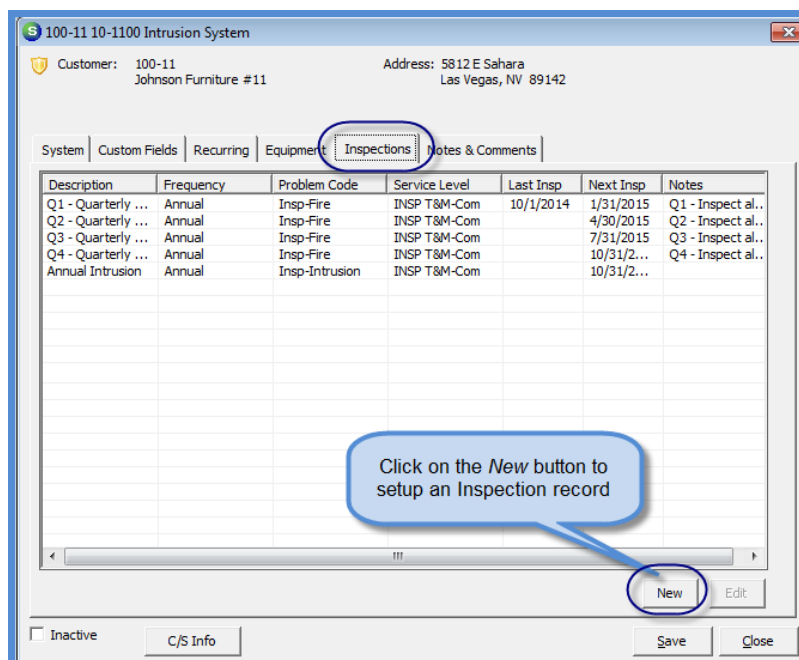 S 100-11 10-1100 Intrusion System
Customer: 100-11 Address: 5812 E Sahara
Johnson Furniture #11 Las Vegas, NV 89142
System Custom Fields Recurring Equipment Inspections Notes & Comments
Description Frequency Problem Code Service Level Last Insp Next Insp Notes
Q1 - Quarterly ... Annual Insp-Fire INSP T&M-Com 10/1/2014 1/31/2015 Q1 - Inspect al..
Q2 - Quarterly ... Annual Insp-Fire INSP T&M-Com 4/30/2015 Q2 - Inspect al..
Q3 - Quarterly ... Annual Insp-Fire INSP T&M-Com 7/31/2015 Q3 - Inspect al..
Q4 - Quarterly ... Annual Insp-Fire INSP T&M-Com 10/31/2... Q4 - Inspect al..
Annual Intrusion Annual Insp-Intrusion INSP T&M-Com 10/31/2...
Click on the New button to
setup an Inspection record
New Edit
Inactive C/S Info Save Close